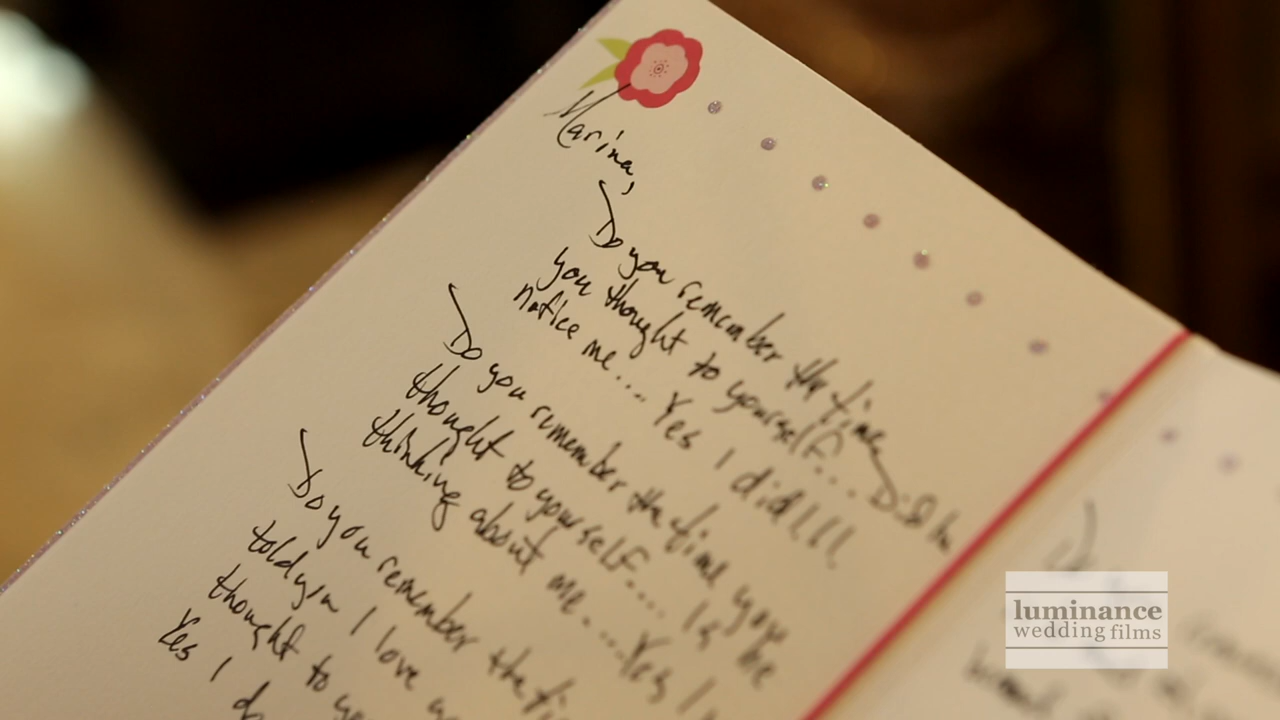 Marina,
Do you remember the time
you thought to yourself... Did he
notice me.... Yes I did!!!
Do you remember the time you
thought to yourself.... Is he
thinking about me....Yes I
Do you remember the
told you I love
thought to
Yes I
luminance
wedding films